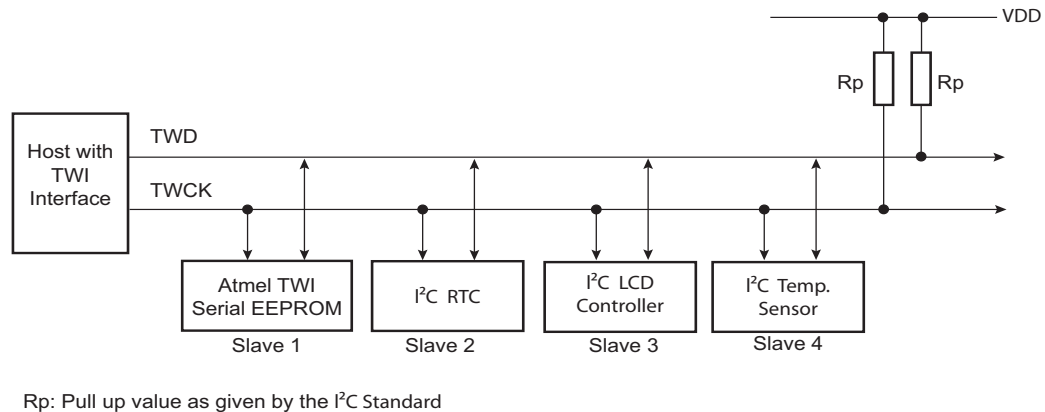 VDD
Rp
Rp
Host with
TWI
Interface
TWD
TWCK
Atmel TWI
Serial EEPROM
Slave 1
I²C RTC
Slave 2
I²C LCD
Controller
Slave 3
I²C Temp.
Sensor
Slave 4
Rp: Pull up value as given by the I²C Standard